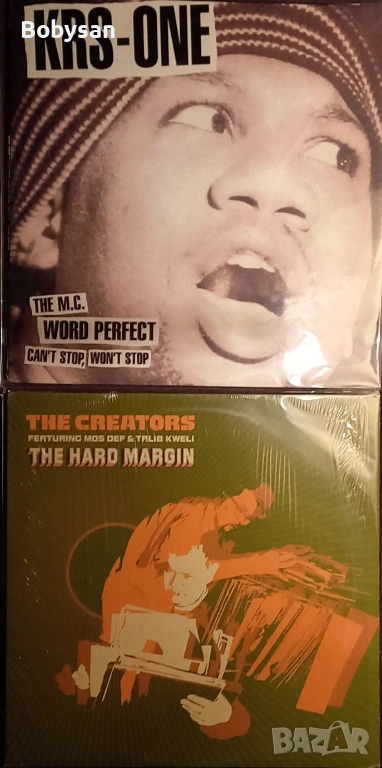 Bobysan
KRS-ONE
THE M.C.
WORD PERFECT
CAN'T STOP, WON'T STOP
THE CREATORS
FEATURING MOS DEF & TALIB KWELI
THE HARD MARGIN
BAZAR